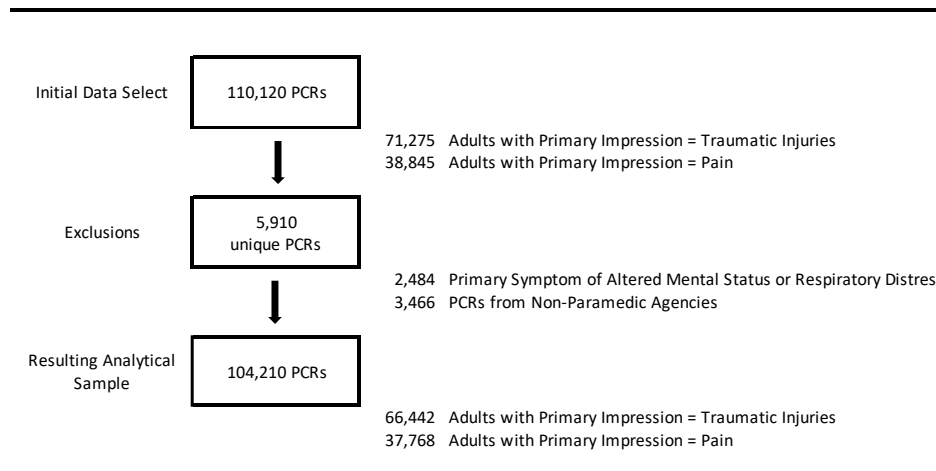 Initial Data Select
110,120 PCRs
71,275 Adults with Primary Impression = Traumatic Injuries
38,845 Adults with Primary Impression = Pain
Exclusions
5,910
unique PCRs
2,484 Primary Symptom of Altered Mental Status or Respiratory Distres
3,466 PCRs from Non-Paramedic Agencies
Resulting Analytical
Sample
104,210 PCRs
66,442 Adults with Primary Impression = Traumatic Injuries
37,768 Adults with Primary Impression = Pain